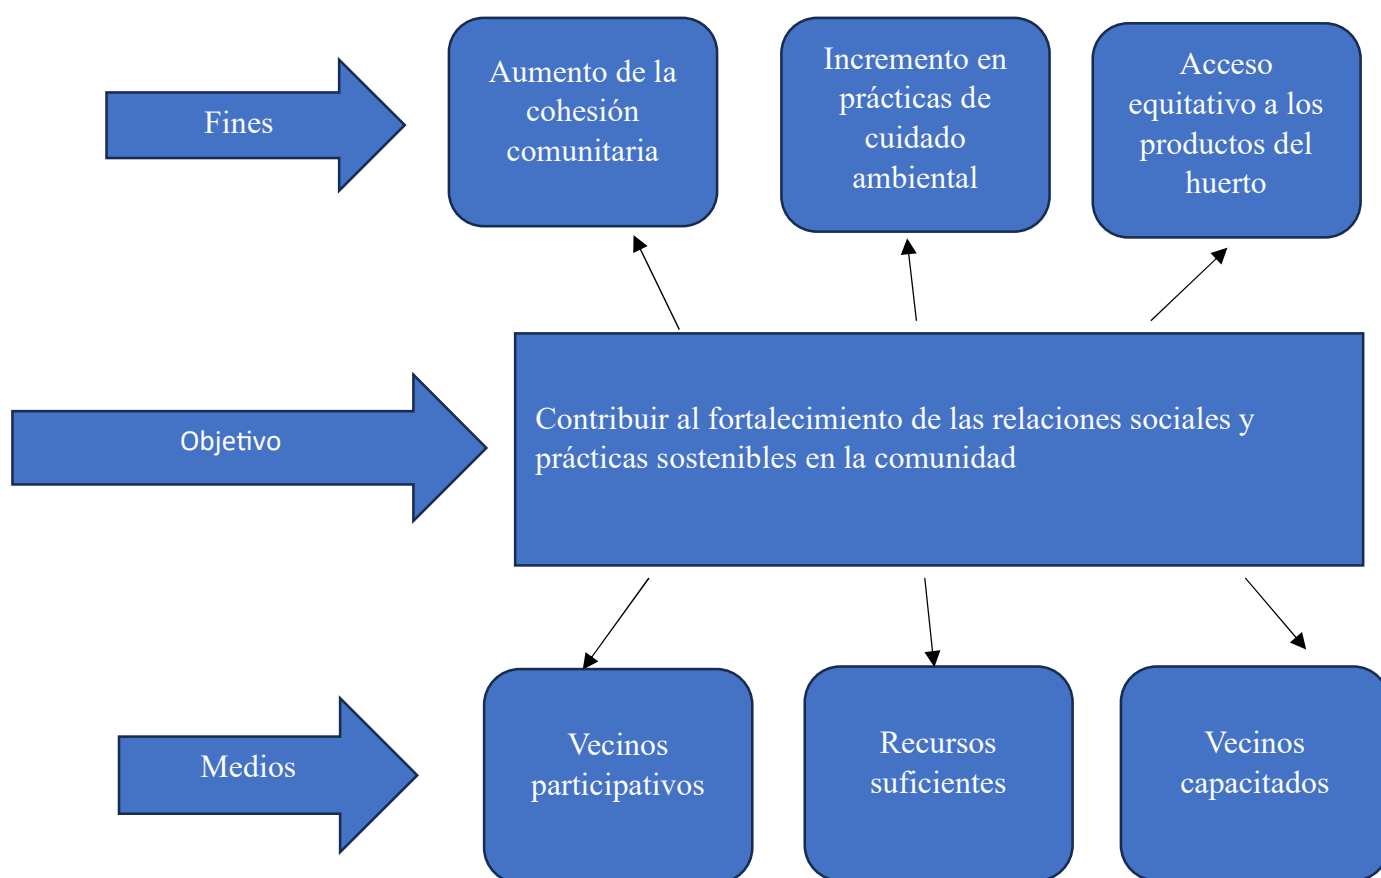 Fines
Aumento de la
cohesión
comunitaria
Incremento en
prácticas de
cuidado
ambiental
Acceso
equitativo a los
productos del
huerto
Objetivo
Contribuir al fortalecimiento de las relaciones sociales y
prácticas sostenibles en la comunidad
Medios
Vecinos
participativos
Recursos
suficientes
Vecinos
capacitados